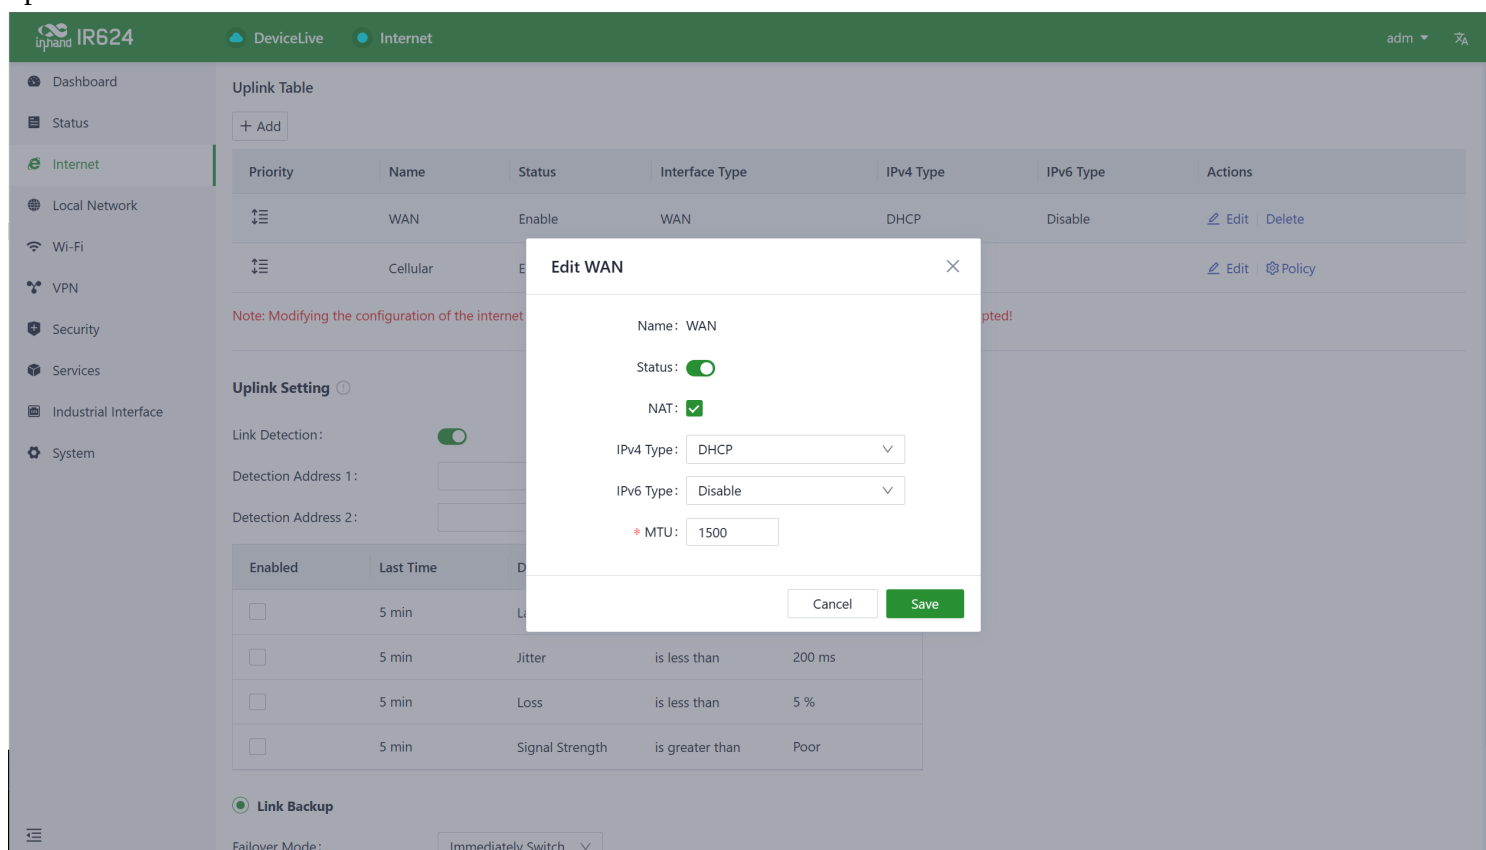 inhand IR624
DeviceLive
Internet
adm
Dashboard
Status
Internet
Local Network
Wi-Fi
VPN
Security
Services
Industrial Interface
System
Uplink Table
+ Add
Priority Name Status Interface Type IPv4 Type IPv6 Type Actions
WAN Enable WAN DHCP Disable Edit Delete
Cellular E Edit Policy
Note: Modifying the configuration of the internet pted!
Uplink Setting
Link Detection:
Detection Address 1:
Detection Address 2:
Enabled Last Time D
5 min
5 min Jitter is less than 200 ms
5 min Loss is less than 5 %
5 min Signal Strength is greater than Poor
Link Backup
Failover Mode: Immediately Switch
Edit WAN
Name: WAN
Status:
NAT:
IPv4 Type: DHCP
IPv6 Type: Disable
* MTU: 1500
Cancel Save